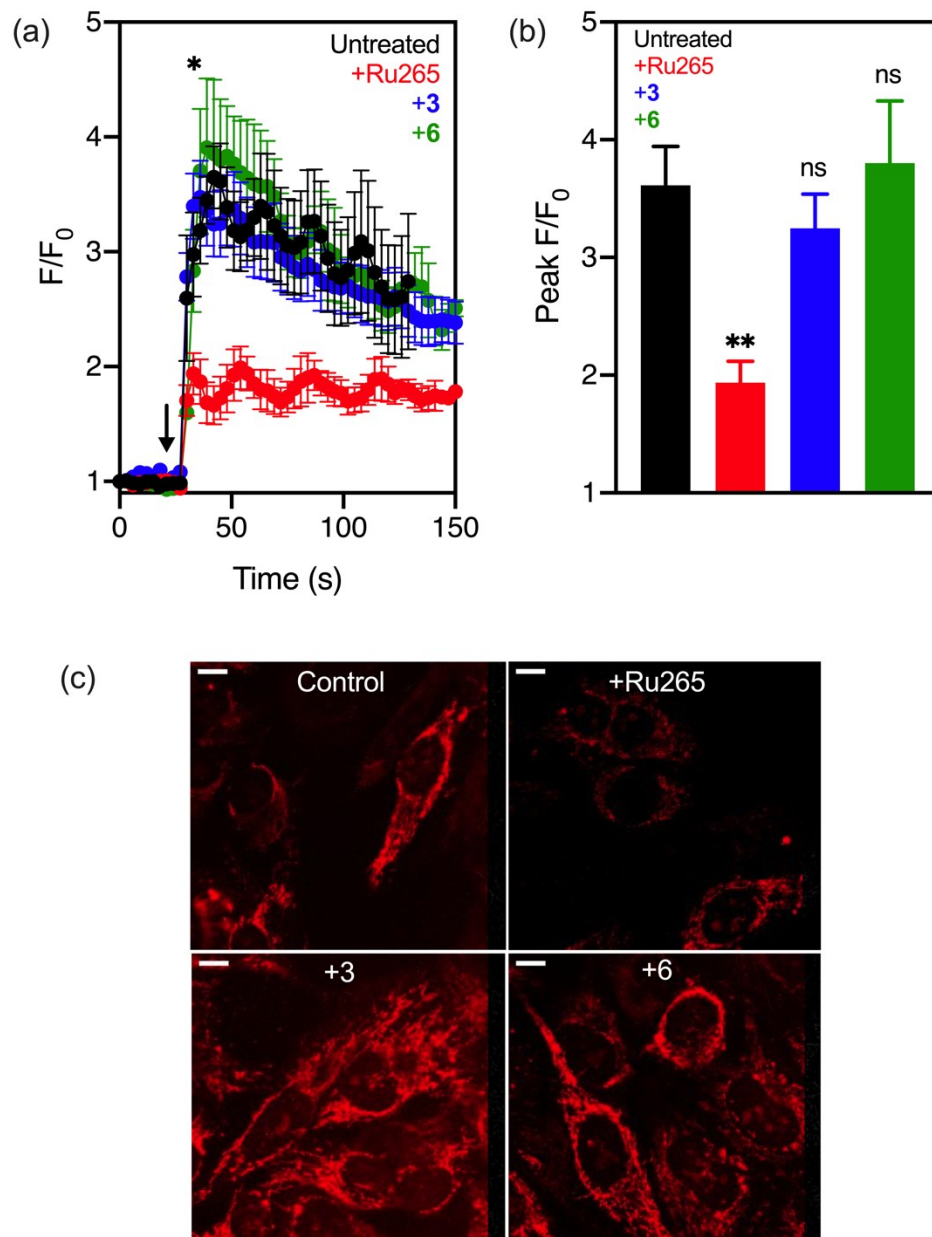 (a)
5
4
3
2
1
F/F0
*
Untreated
+Ru265
+3
+6
0
50
100
150
Time (s)
(b)
5
4
3
2
1
Peak F/F0
Untreated
+Ru265
+3
+6
**
ns
ns
(c)
Control
+Ru265
+3
+6